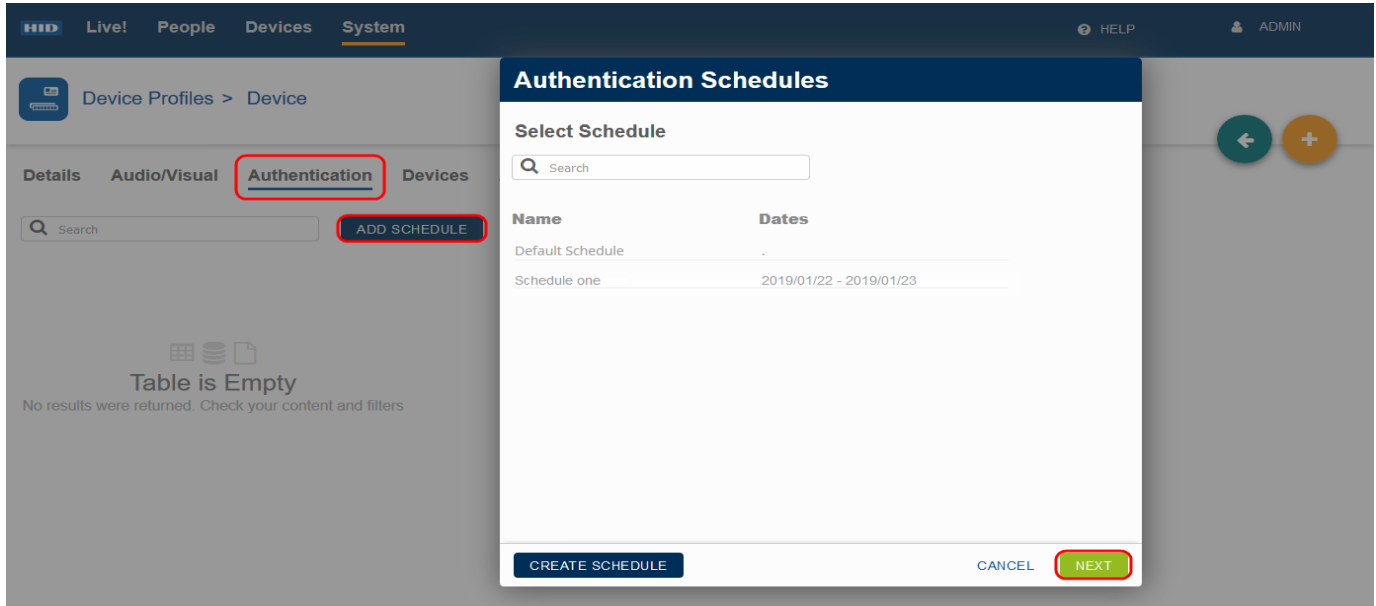 HID Live! People Devices System HELP ADMIN
Device Profiles > Device
Details Audio/Visual Authentication Devices
Search ADD SCHEDULE
Table is Empty
No results were returned. Check your content and filters
Authentication Schedules
Select Schedule
Search
Name Dates
Default Schedule .
Schedule one 2019/01/22 - 2019/01/23
CREATE SCHEDULE CANCEL NEXT